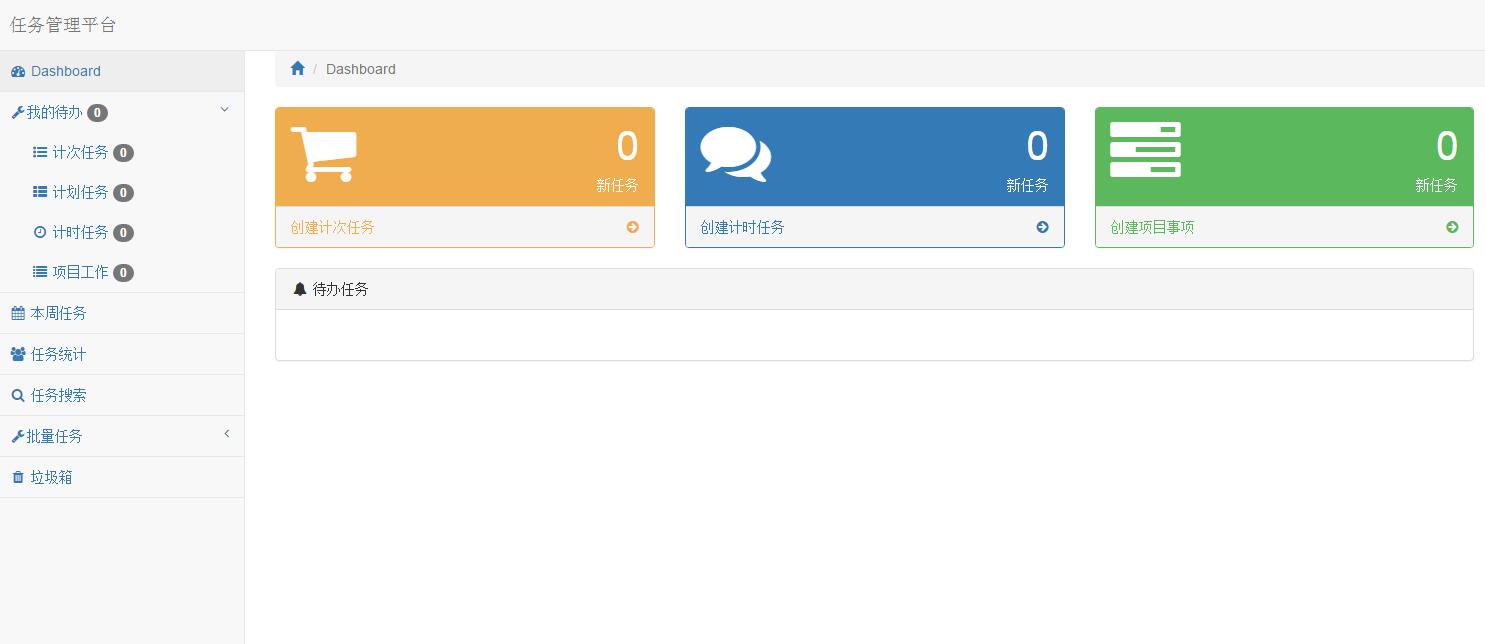 任务管理平台
Dashboard
我的待办 0
计次任务 0
计划任务 0
计时任务 0
项目工作 0
本周任务
任务统计
任务搜索
批量任务
垃圾箱
/ Dashboard
0
新任务
创建计次任务
0
新任务
创建计时任务
0
新任务
创建项目事项
待办任务